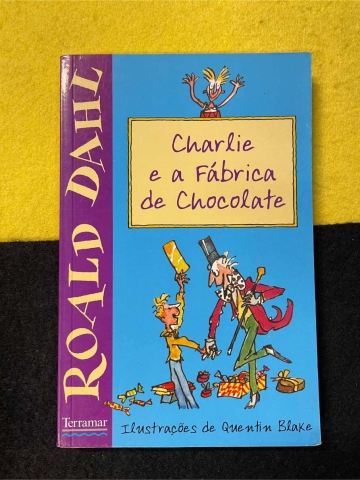 ROALD DAHL
Charlie
e a Fábrica
de Chocolate
Terramar
Ilustrações de Quentin Blake